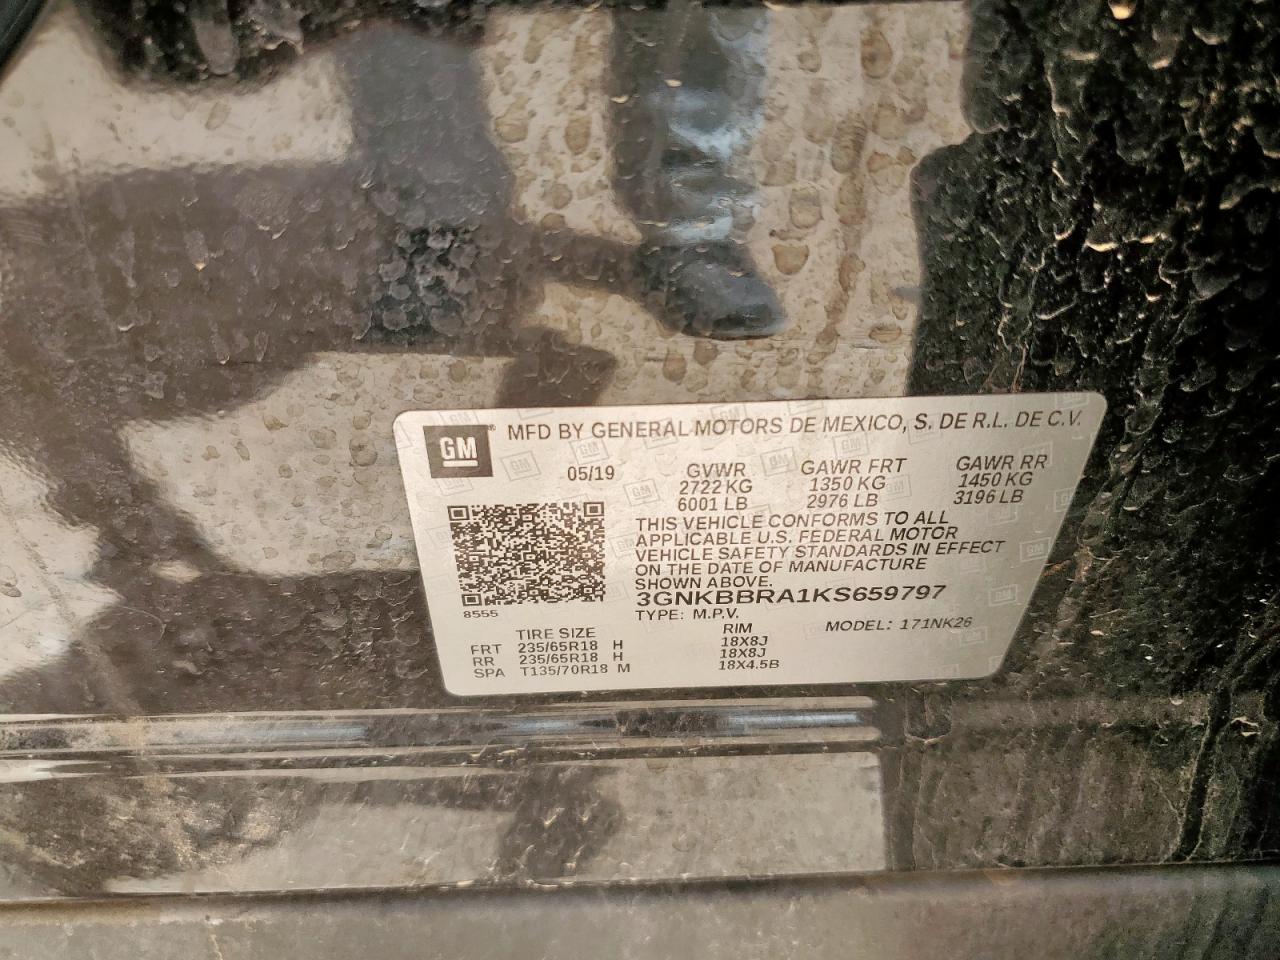 GM
MFD BY GENERAL MOTORS DE MEXICO, S. DE R.L. DE C.V.
05/19 GVWR GAWR FRT GAWR RR
2722 KG 1350 KG 1450 KG
6001 LB 2976 LB 3196 LB
THIS VEHICLE CONFORMS TO ALL
APPLICABLE U.S. FEDERAL MOTOR
VEHICLE SAFETY STANDARDS IN EFFECT
ON THE DATE OF MANUFACTURE
SHOWN ABOVE.
3GNKBBRA1KS659797
8555
TYPE: M.P.V.
MODEL: 171NK26
TIRE SIZE RIM
FRT 235/65R18 H 18X8J
RR 235/65R18 H 18X8J
SPA T135/70R18 M 18X4.5B